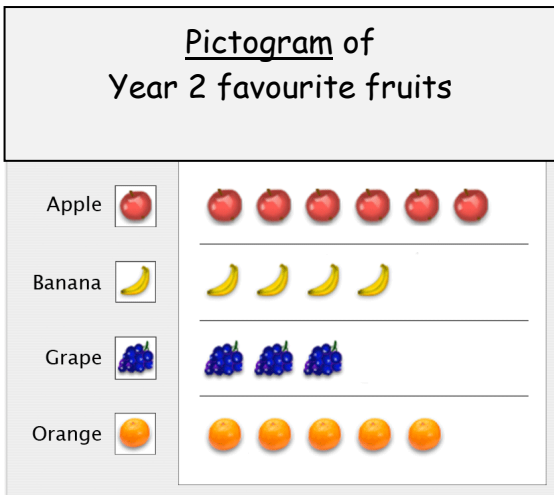 Pictogram of
Year 2 favourite fruits
Apple
Banana
Grape
Orange